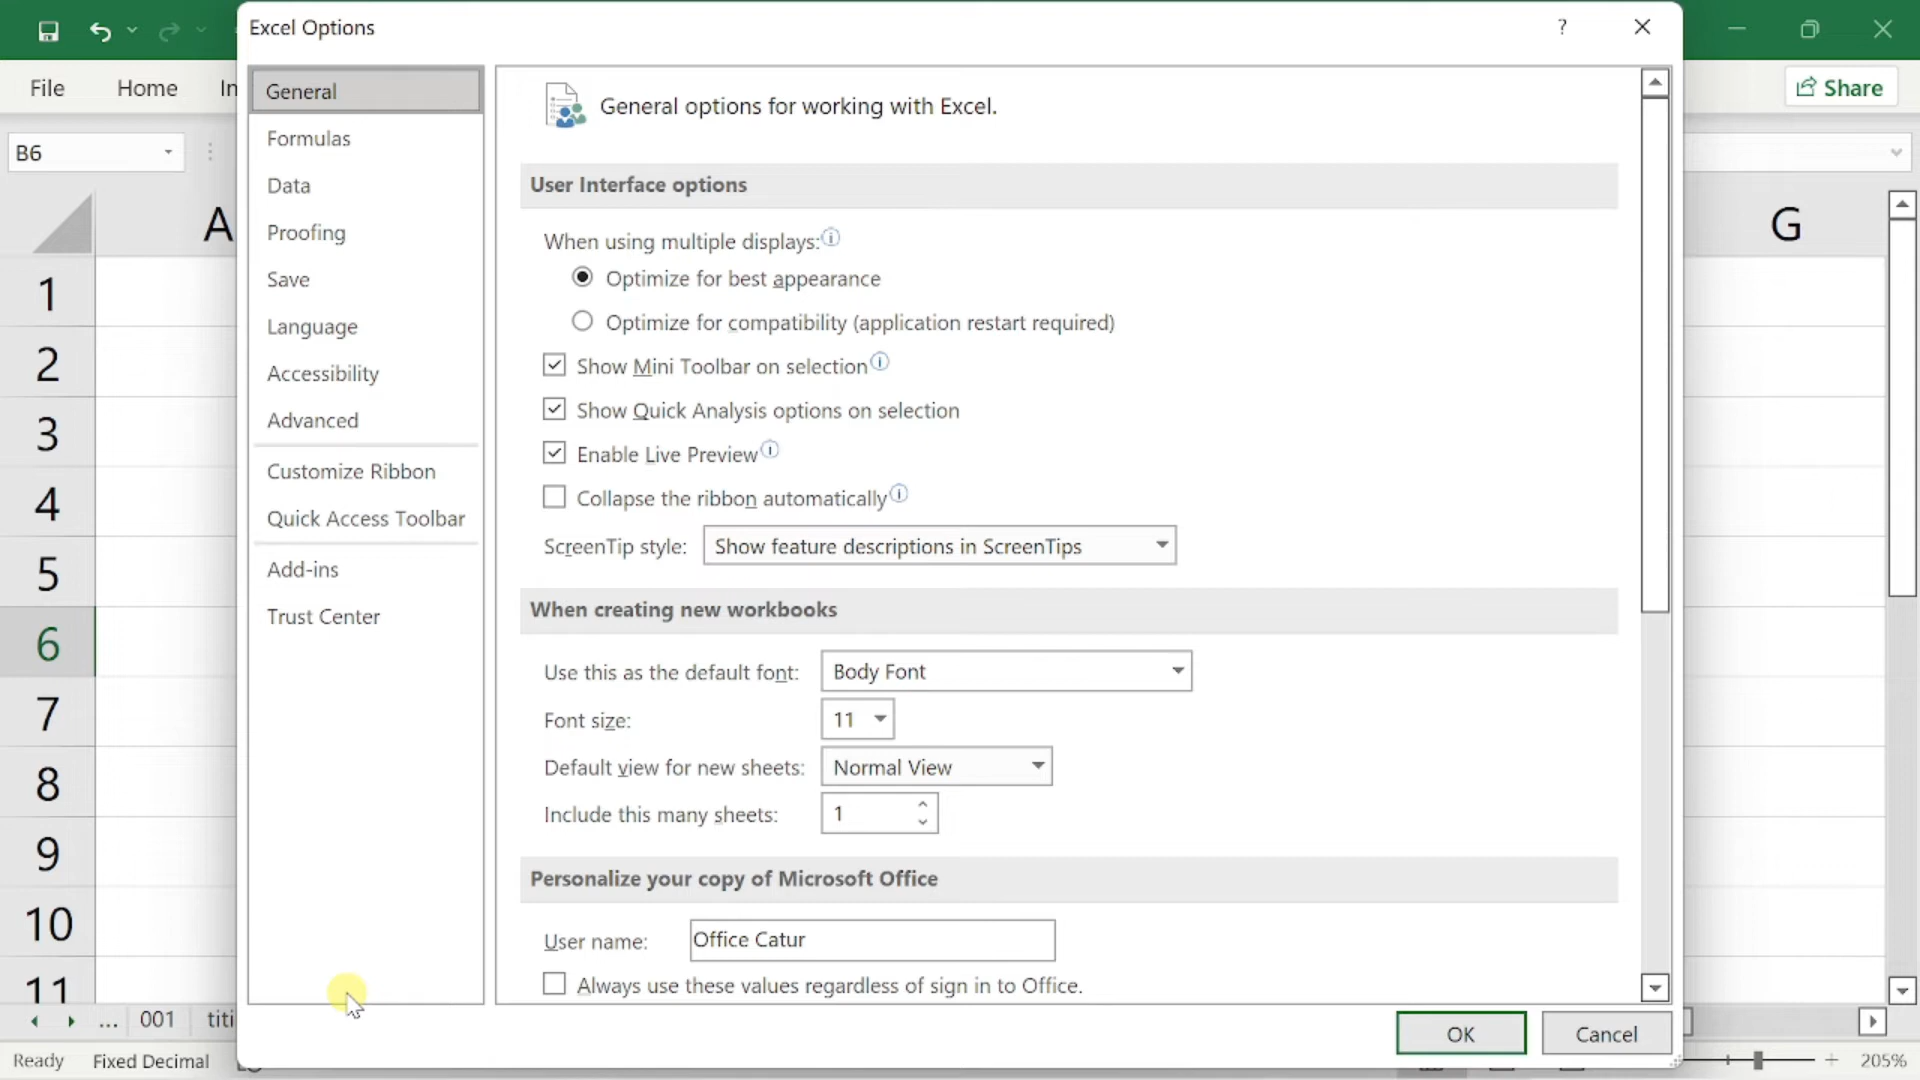 Excel Options
?
File
Home
In
Share
B6
General
Formulas
Data
Proofing
Save
Language
Accessibility
Advanced
Customize Ribbon
Quick Access Toolbar
Add-ins
Trust Center
General options for working with Excel.
User Interface options
When using multiple displays:
Optimize for best appearance
Optimize for compatibility (application restart required)
Show Mini Toolbar on selection
Show Quick Analysis options on selection
Enable Live Preview
Collapse the ribbon automatically
ScreenTip style: Show feature descriptions in ScreenTips
When creating new workbooks
Use this as the default font: Body Font
Font size: 11
Default view for new sheets: Normal View
Include this many sheets: 1
Personalize your copy of Microsoft Office
User name: Office Catur
Always use these values regardless of sign in to Office.
OK
Cancel
A
G
1
2
3
4
5
6
7
8
9
10
11
... 001 titi
Ready Fixed Decimal
205%